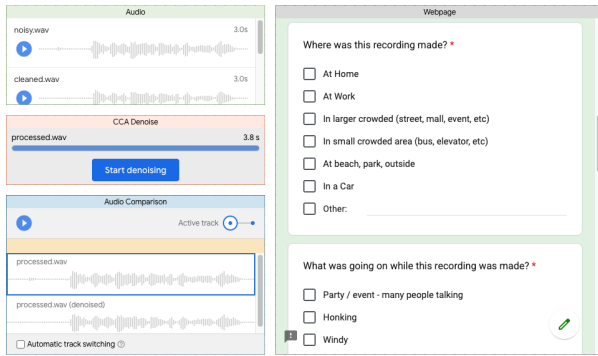 Audio
noisy.wav 3.0s
cleaned.wav 3.0s
CCA Denoise
processed.wav 3.8 s
Start denoising
Audio Comparison
Active track
processed.wav
processed.wav (denoised)
Automatic track switching
Webpage
Where was this recording made? *
At Home
At Work
In larger crowded (street, mall, event, etc)
In small crowded area (bus, elevator, etc)
At beach, park, outside
In a Car
Other:
What was going on while this recording was made? *
Party / event - many people talking
Honking
Windy